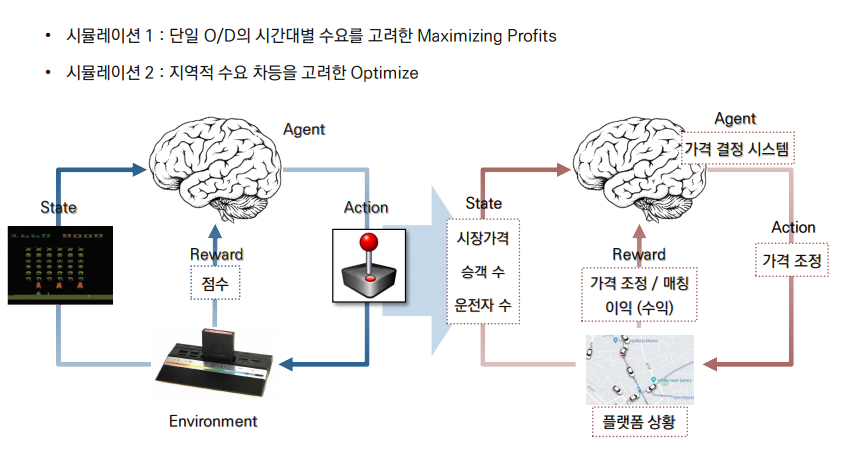 • 시뮬레이션 1 : 단일 O/D의 시간대별 수요를 고려한 Maximizing Profits
• 시뮬레이션 2 : 지역적 수요 차등을 고려한 Optimize
Agent
State
Action
Reward
점수
Environment
Agent
가격 결정 시스템
State
시장가격
승객 수
운전자 수
Action
가격 조정
Reward
가격 조정 / 매칭
이익 (수익)
플랫폼 상황